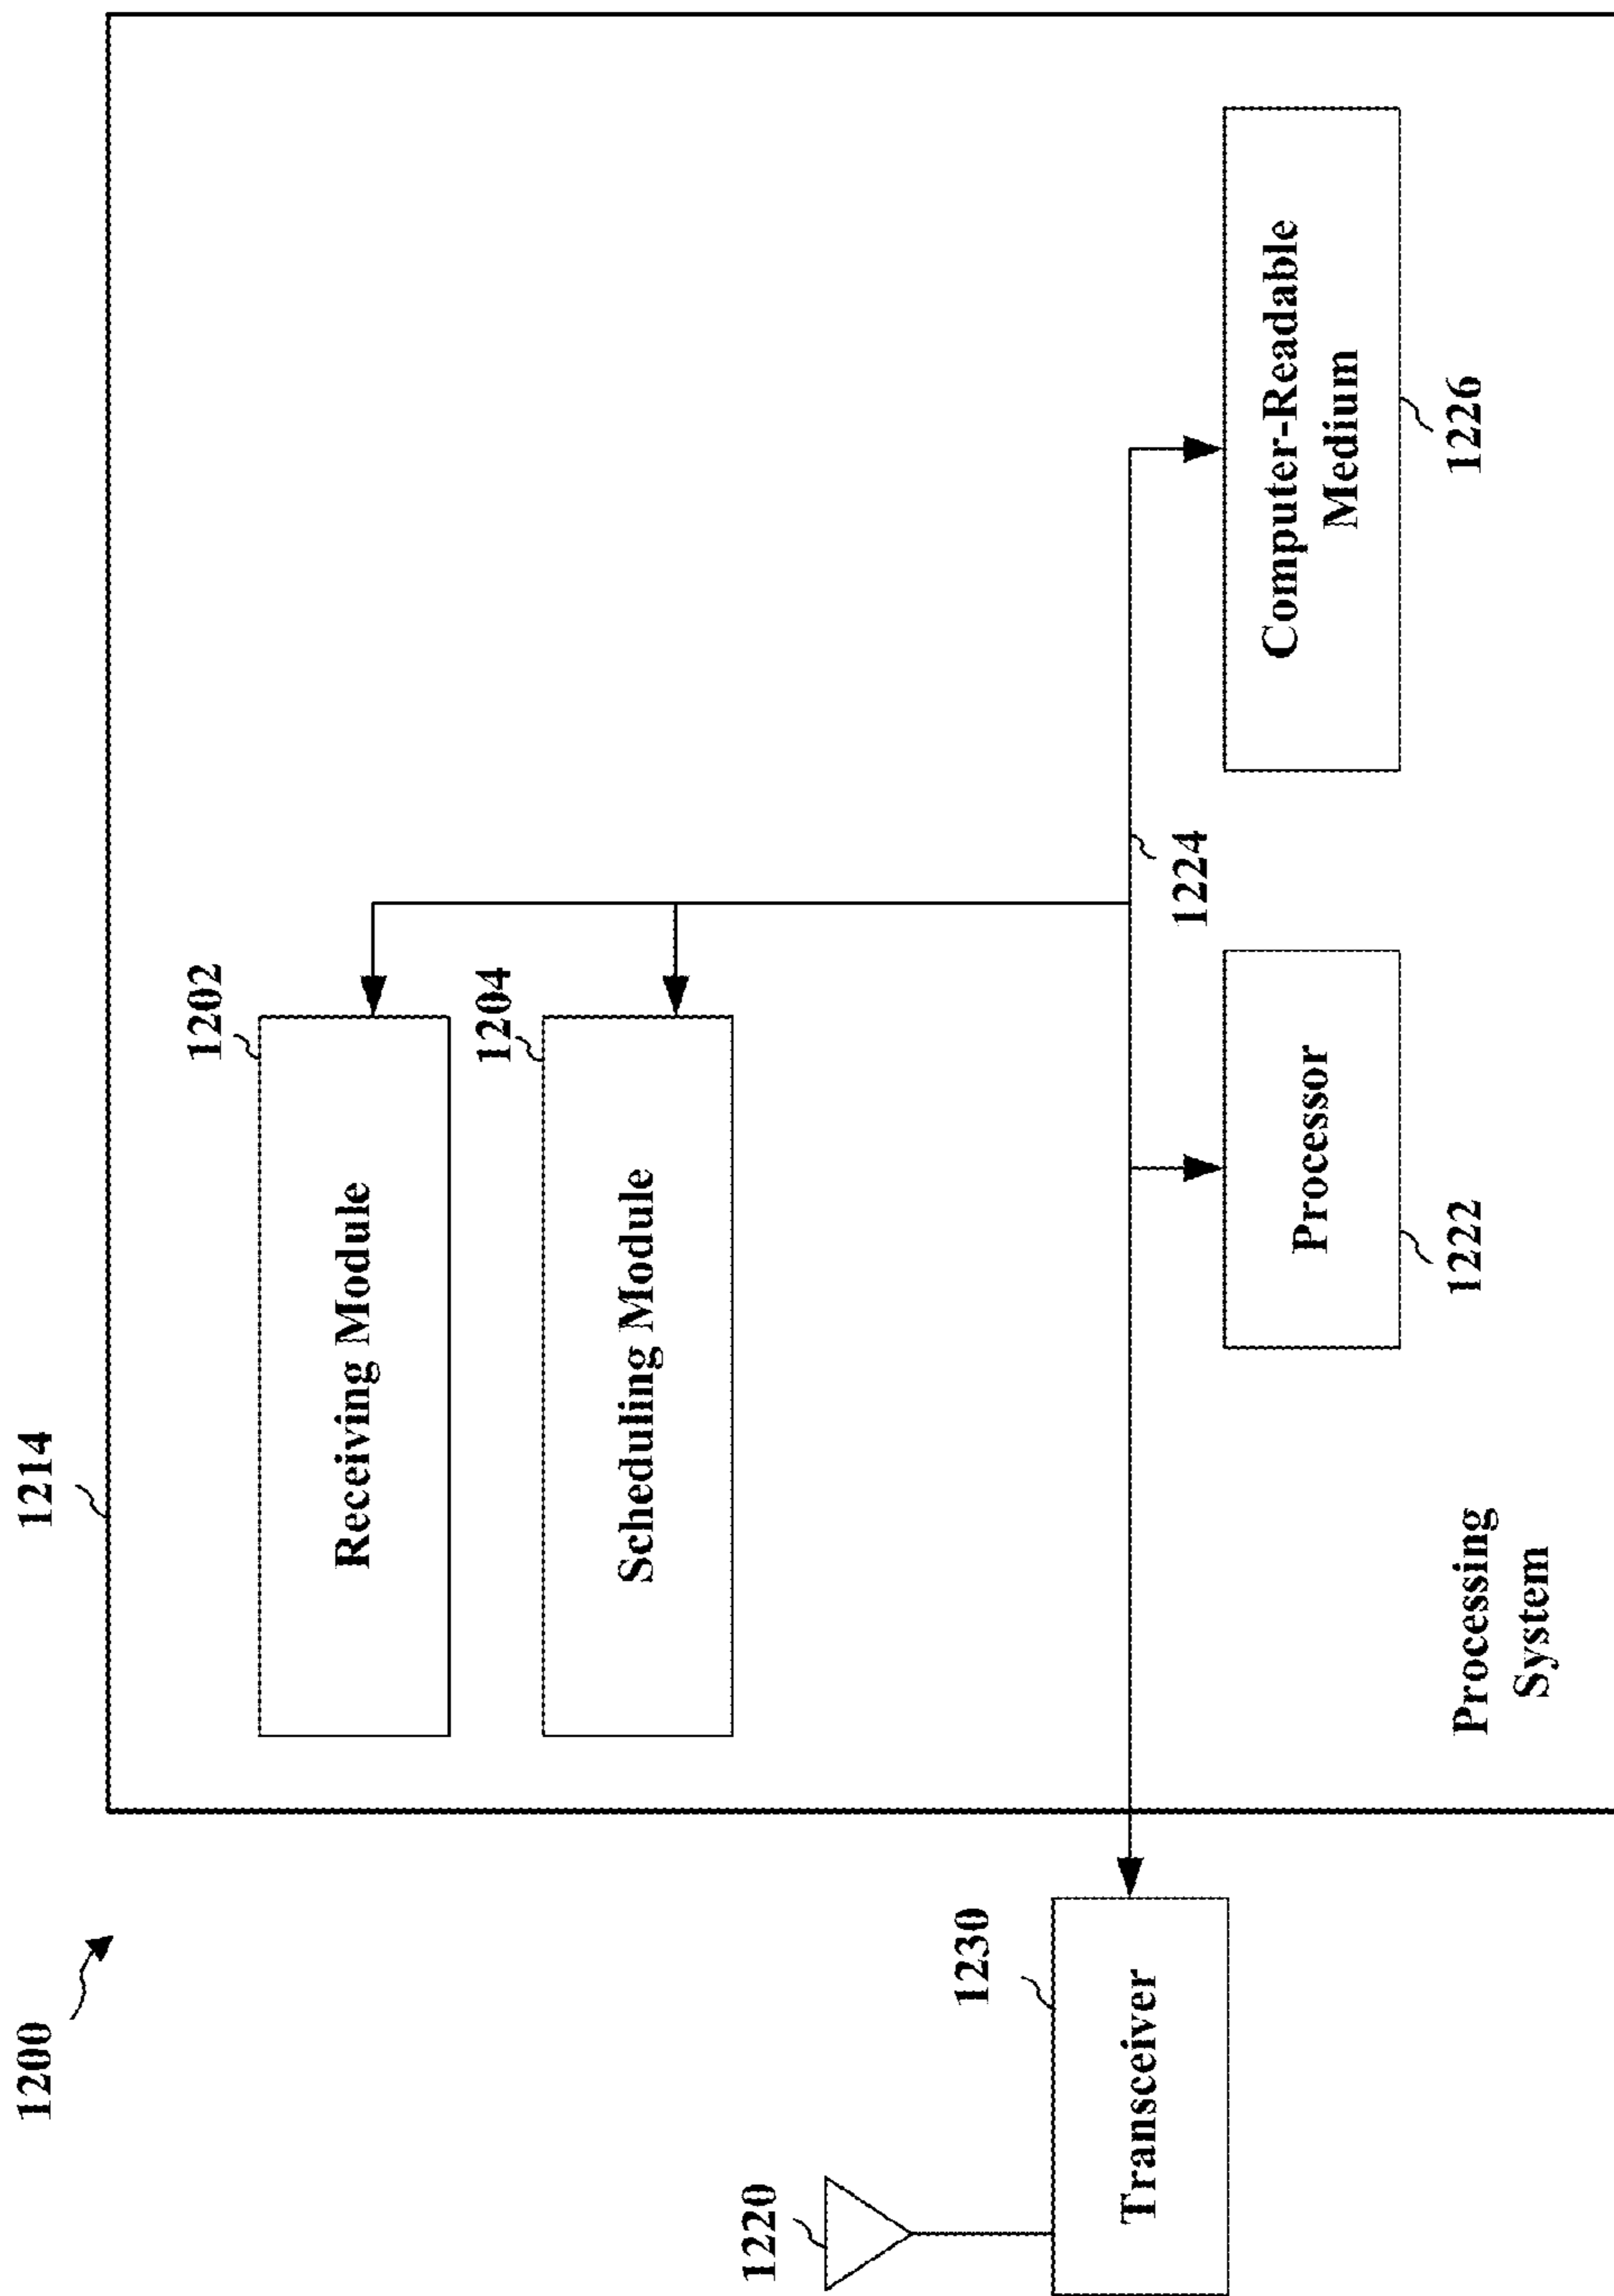 1200
1214
1202
Receiving Module
1204
Scheduling Module
1220
1230
Transceiver
1224
Processor
1222
Computer-Readable
Medium
1226
Processing
System